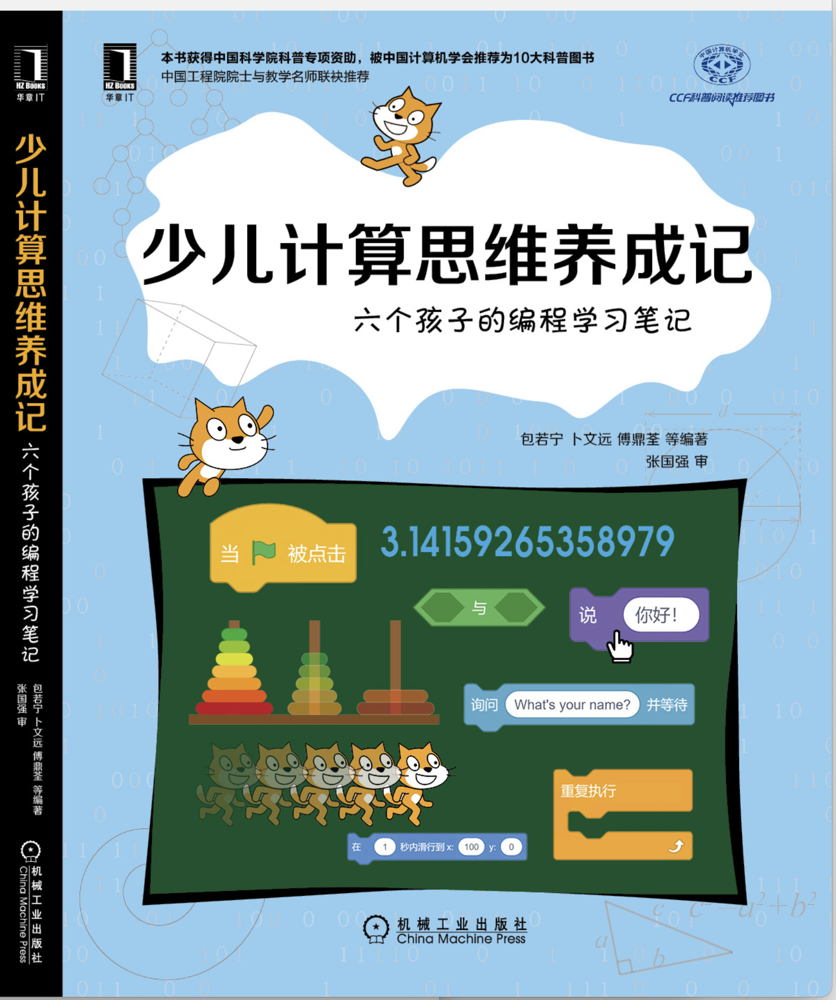 HZ BOOKS
华章IT
少儿计算思维养成记
六个孩子的编程学习笔记
包若宁 卜文远 傅鼎荃 等编著
张国强 审
机械工业出版社
China Machine Press
HZ BOOKS
华章IT
本书获得中国科学院科普专项资助，被中国计算机学会推荐为10大科普图书
中国工程院院士与教学名师联袂推荐
中国计算机学会
CCF
CCF科普阅读推荐图书
少儿计算思维养成记
六个孩子的编程学习笔记
包若宁 卜文远 傅鼎荃 等编著
张国强 审
d
r
当 被点击
3.14159265358979
与
说 你好！
询问 What's your name? 并等待
重复执行
在 1 秒内滑行到 x: 100 y: 0
c c²=a²+b²
a
b
机械工业出版社
China Machine Press